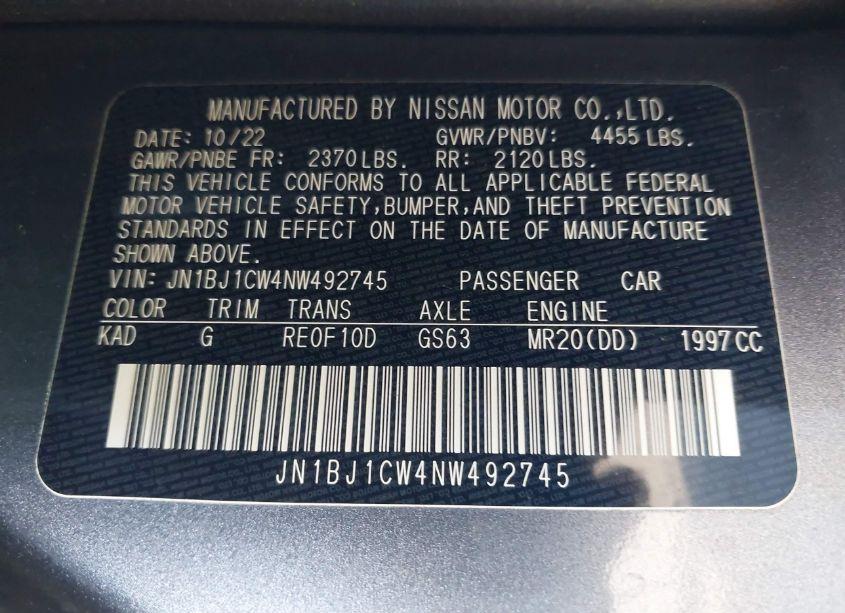 MANUFACTURED BY NISSAN MOTOR CO.,LTD.
DATE: 10/22 GVWR/PNBV: 4455 LBS.
GAWR/PNBE FR: 2370 LBS. RR: 2120 LBS.
THIS VEHICLE CONFORMS TO ALL APPLICABLE FEDERAL
MOTOR VEHICLE SAFETY,BUMPER,AND THEFT PREVENTION
STANDARDS IN EFFECT ON THE DATE OF MANUFACTURE
SHOWN ABOVE.
VIN: JN1BJ1CW4NW492745 PASSENGER CAR
COLOR TRIM TRANS AXLE ENGINE
KAD G RE0F10D GS63 MR20(DD) 1997 CC
JN1BJ1CW4NW492745